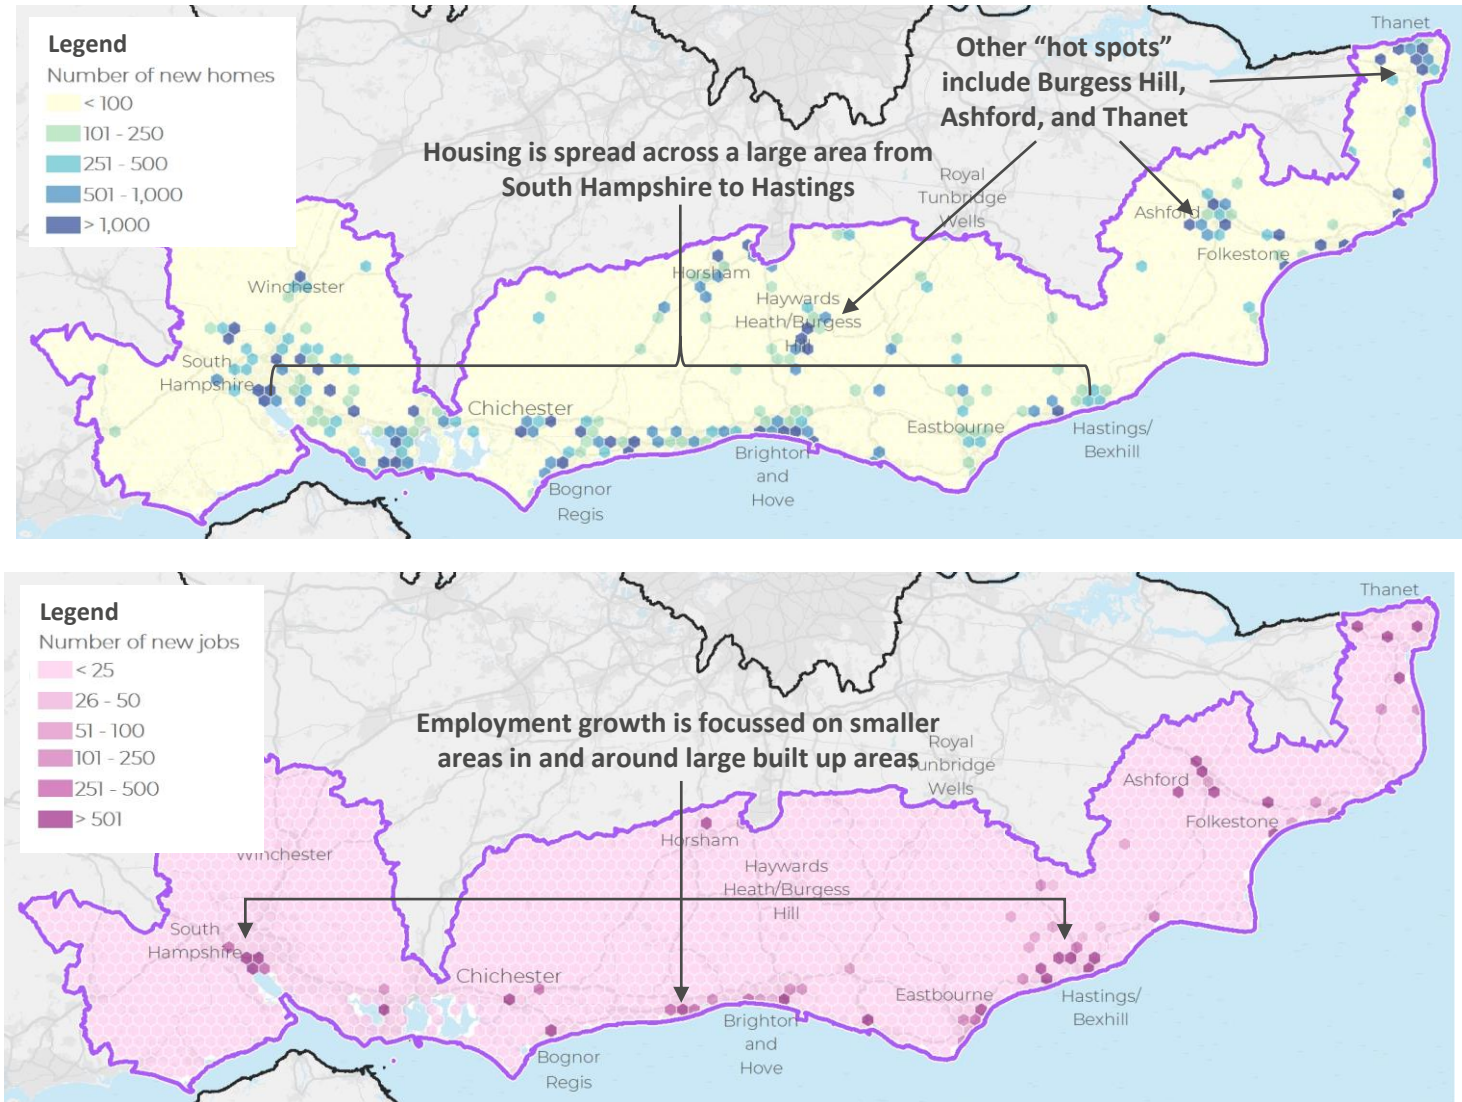 Legend
Number of new homes
< 100
101 - 250
251 - 500
501 - 1,000
> 1,000
Thanet
Other “hot spots”
include Burgess Hill,
Ashford, and Thanet
Housing is spread across a large area from
South Hampshire to Hastings
Royal
Tunbridge
Wells
Ashford
Folkestone
Winchester
Horsham
Haywards
Heath/Burgess
Hill
South
Hampshire
Chichester
Eastbourne
Hastings/
Bexhill
Brighton
and
Hove
Bognor
Regis
Legend
Number of new jobs
< 25
26 - 50
51 - 100
101 - 250
251 - 500
> 501
Thanet
Employment growth is focussed on smaller
areas in and around large built up areas
Royal
Tunbridge
Wells
Ashford
Folkestone
Winchester
Horsham
Haywards
Heath/Burgess
Hill
South
Hampshire
Chichester
Eastbourne
Hastings/
Bexhill
Brighton
and
Hove
Bognor
Regis